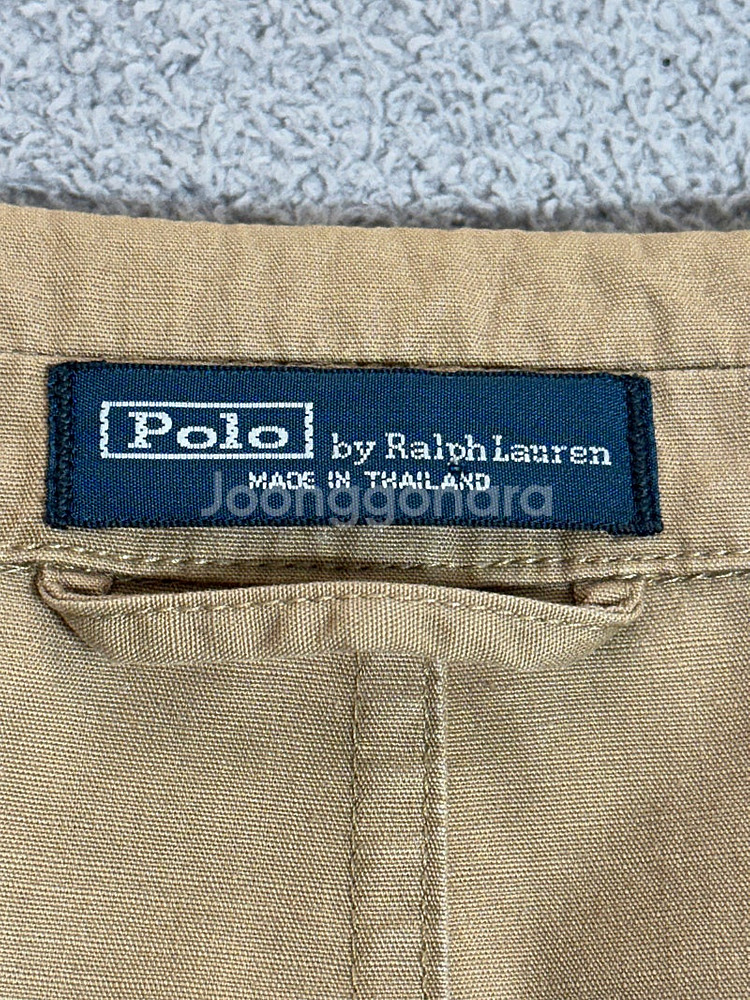 Polo by Ralph Lauren
MADE IN THAILAND
Joonggonara